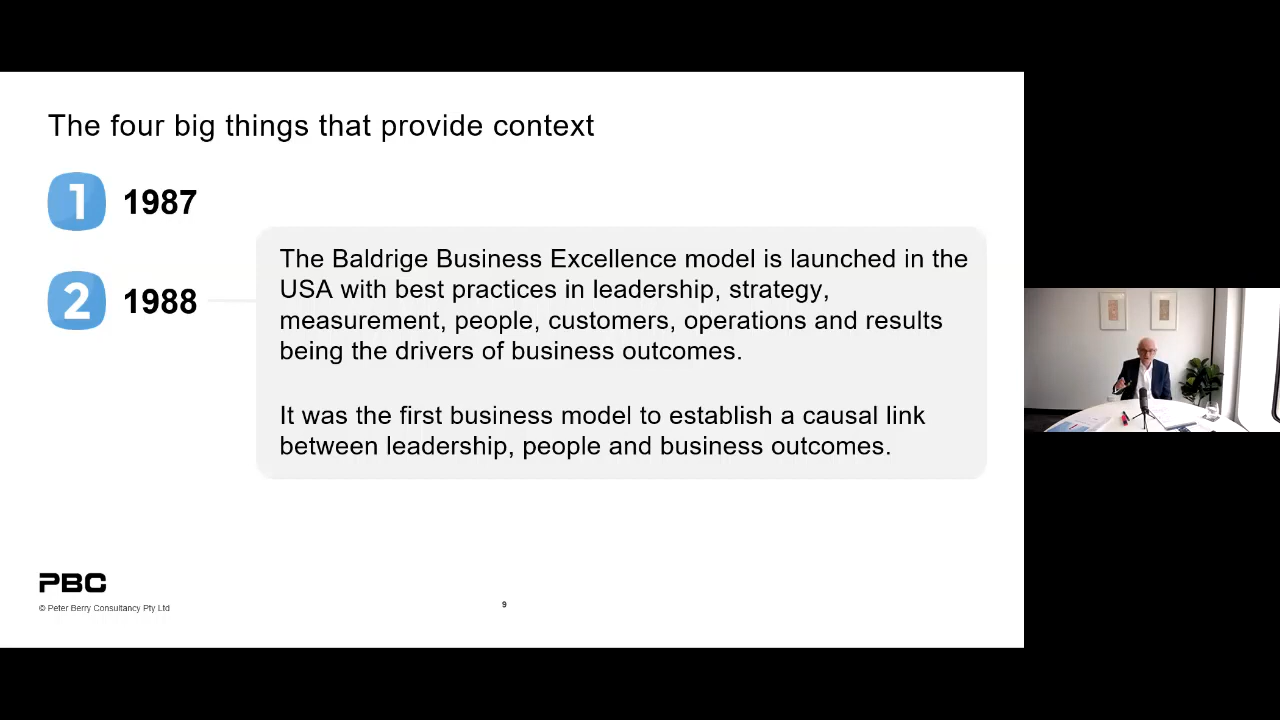 The four big things that provide context
1 1987
2 1988
The Baldrige Business Excellence model is launched in the
USA with best practices in leadership, strategy,
measurement, people, customers, operations and results
being the drivers of business outcomes.
It was the first business model to establish a causal link
between leadership, people and business outcomes.
PBC
© Peter Berry Consultancy Pty Ltd
9